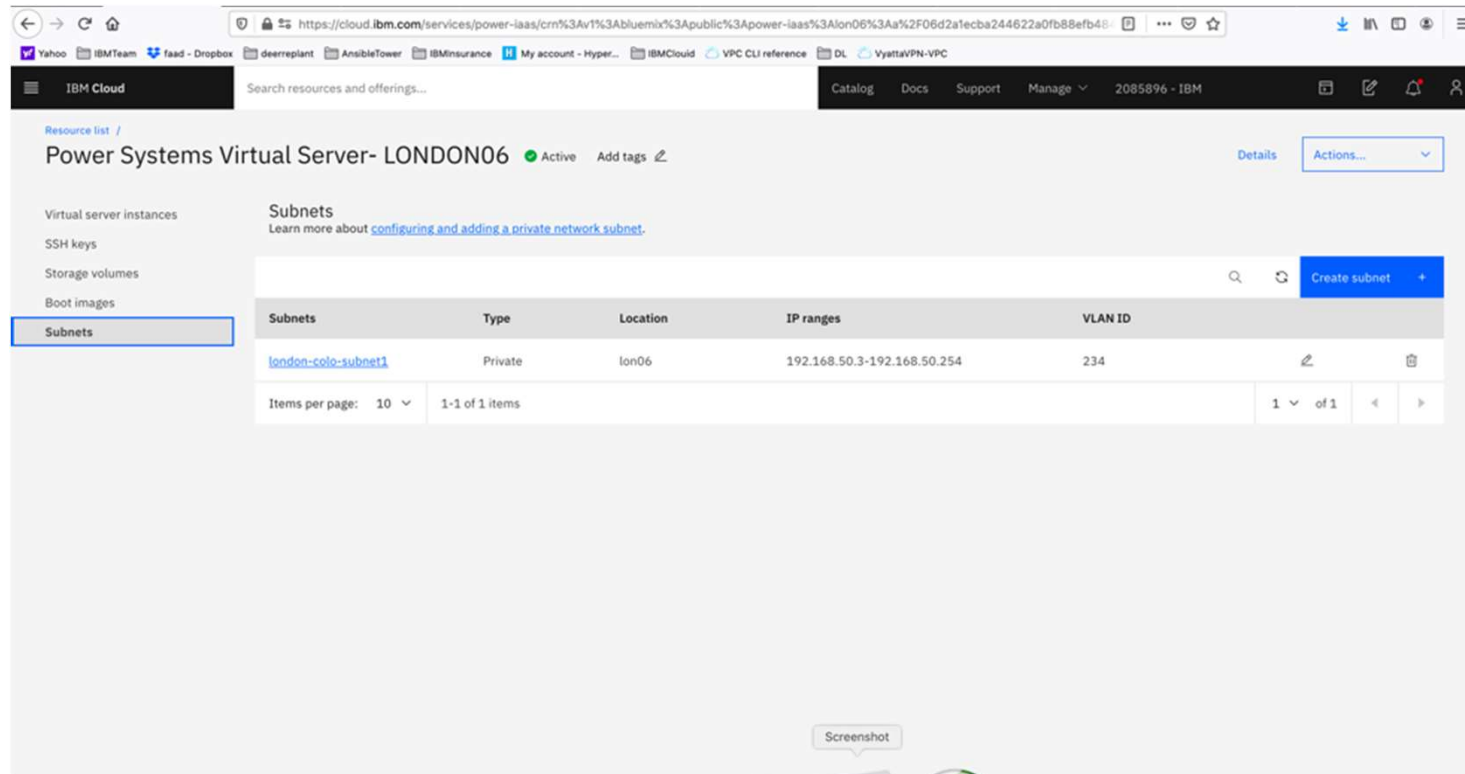 https://cloud.ibm.com/services/power-iaas/crn%3Av1%3Abluemix%3Apublic%3Apower-iaas%3Alon06%3Aa%2F06d2a1ecba244622a0fb88efb48
Yahoo IBMTeam faad - Dropbox deerreplant AnsibleTower IBMinsurance H My account - Hyper... IBMClouid VPC CLI reference DL VyattaVPN-VPC
IBM Cloud Search resources and offerings... Catalog Docs Support Manage 2085896 - IBM
Resource list /
Power Systems Virtual Server- LONDON06 Active Add tags Details Actions...
Virtual server instances
SSH keys
Storage volumes
Boot images
Subnets
Subnets
Learn more about configuring and adding a private network subnet.
Create subnet +
Subnets Type Location IP ranges VLAN ID
london-colo-subnet1 Private lon06 192.168.50.3-192.168.50.254 234
Items per page: 10 1-1 of 1 items 1 of 1
Screenshot